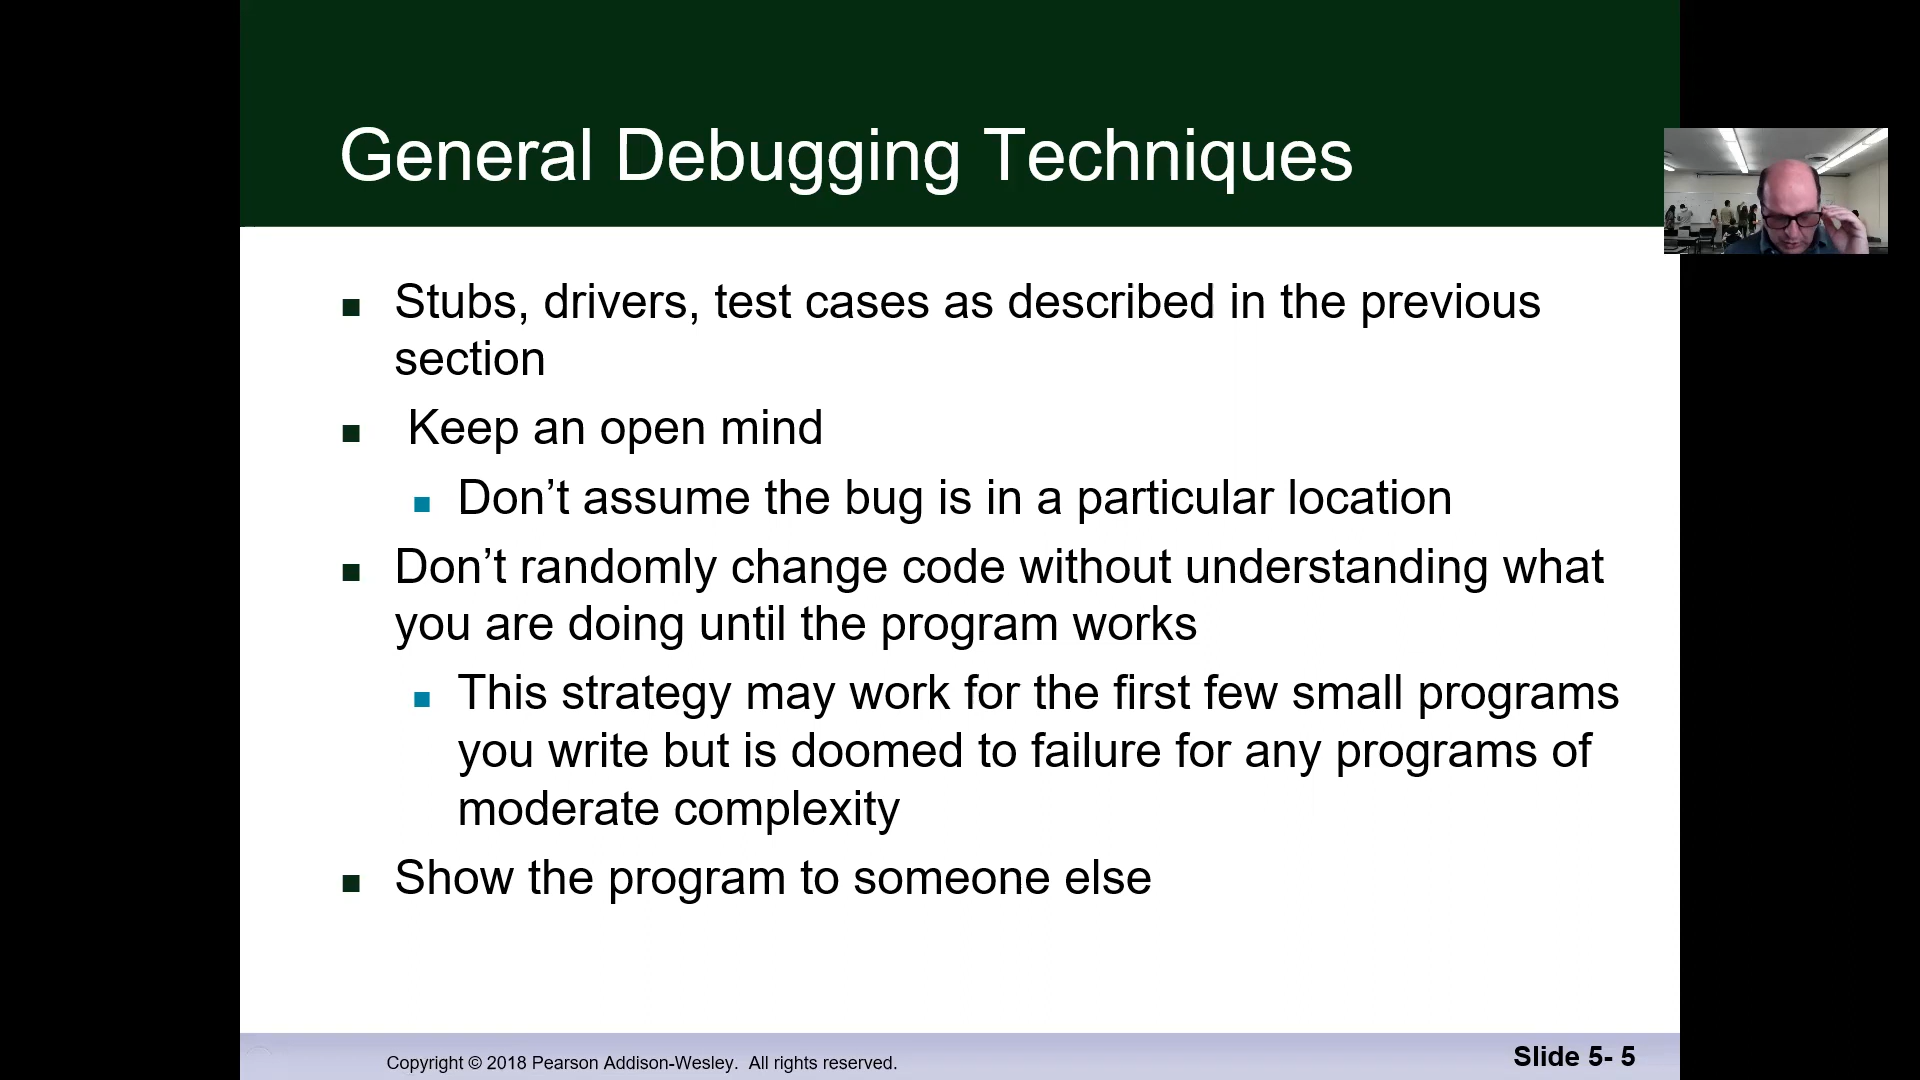 General Debugging Techniques
Stubs, drivers, test cases as described in the previous
section
Keep an open mind
Don’t assume the bug is in a particular location
Don’t randomly change code without understanding what
you are doing until the program works
This strategy may work for the first few small programs
you write but is doomed to failure for any programs of
moderate complexity
Show the program to someone else
Copyright © 2018 Pearson Addison-Wesley. All rights reserved.
Slide 5- 5